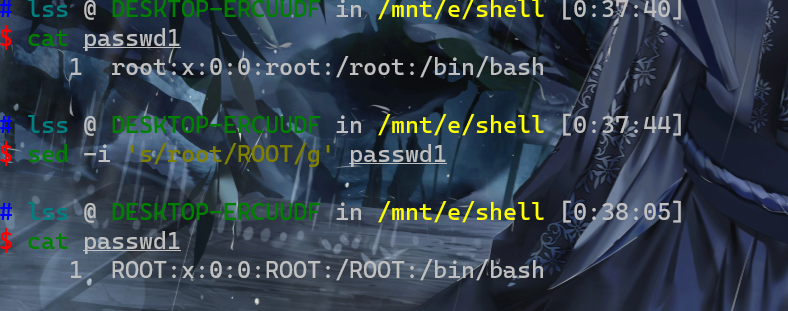 # lss @ DESKTOP-ERCUUDF in /mnt/e/shell [0:37:40]
$ cat passwd1
1 root:x:0:0:root:/root:/bin/bash
# lss @ DESKTOP-ERCUUDF in /mnt/e/shell [0:37:44]
$ sed -i 's/root/ROOT/g' passwd1
# lss @ DESKTOP-ERCUUDF in /mnt/e/shell [0:38:05]
$ cat passwd1
1 ROOT:x:0:0:ROOT:/ROOT:/bin/bash